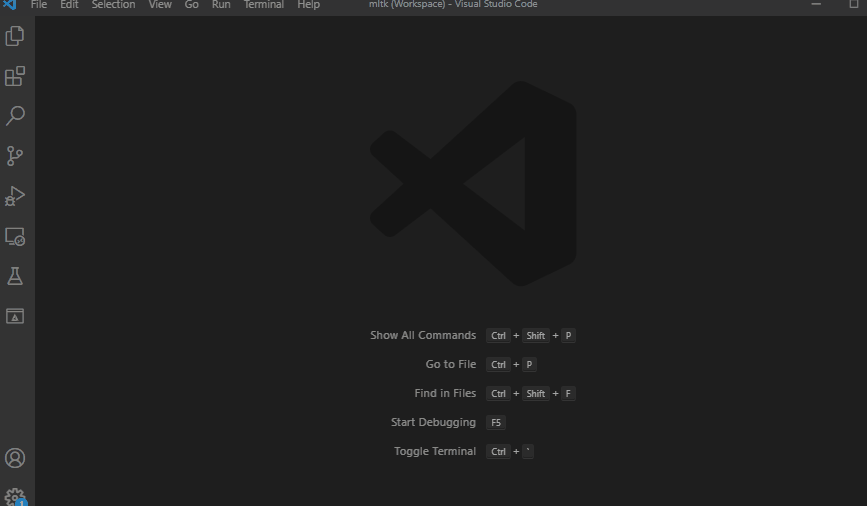 File Edit Selection View Go Run Terminal Help mltk (Workspace) - Visual Studio Code
Show All Commands Ctrl + Shift + P
Go to File Ctrl + P
Find in Files Ctrl + Shift + F
Start Debugging F5
Toggle Terminal Ctrl + `
1